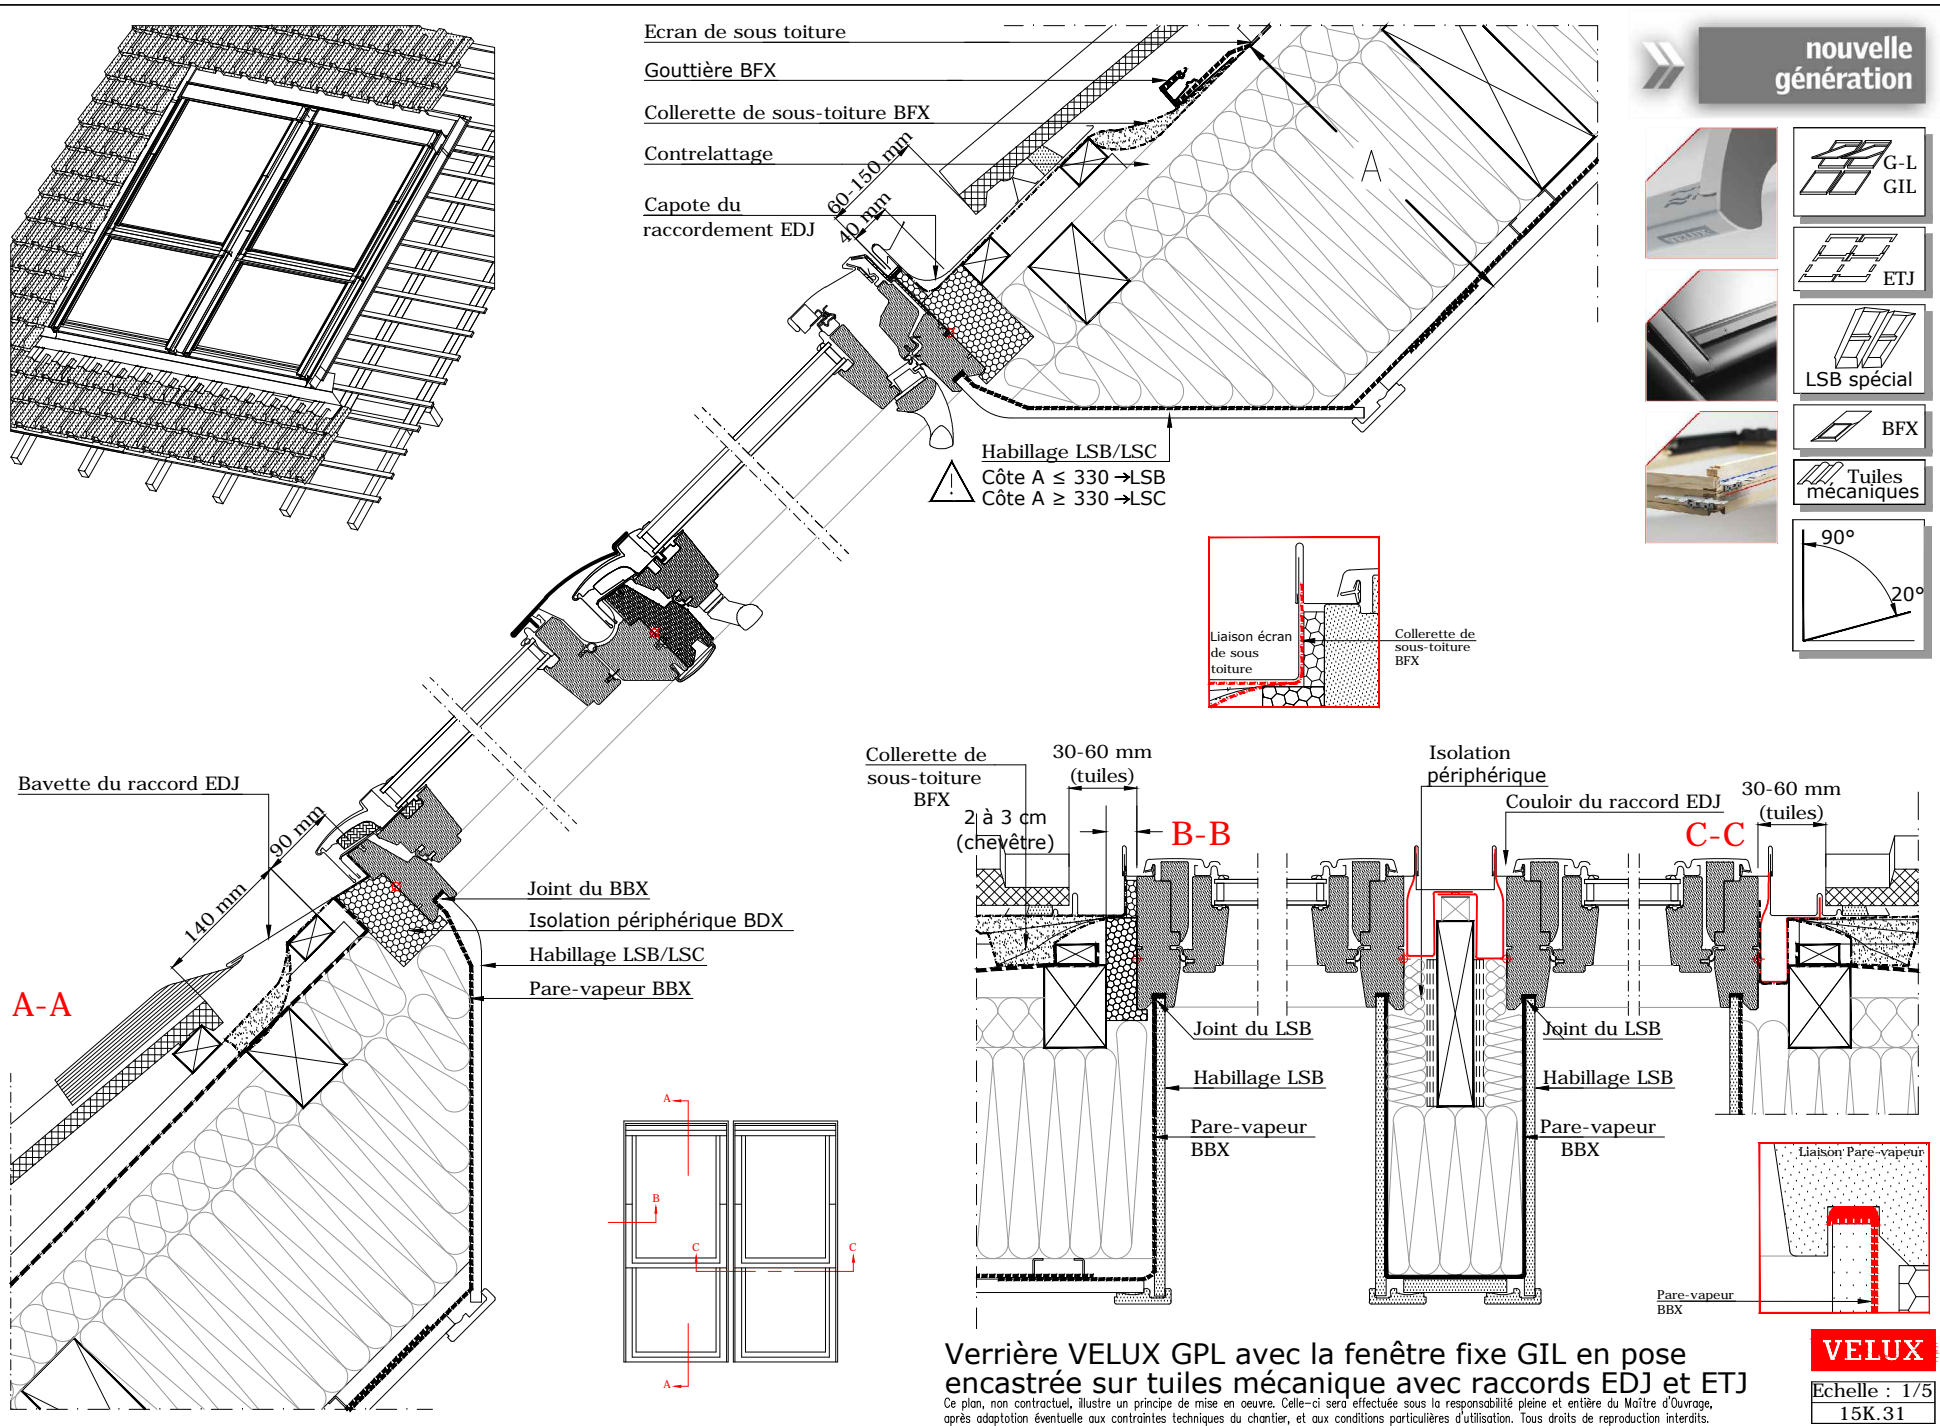 Ecran de sous toiture
Gouttière BFX
Collerette de sous-toiture BFX
Contrelattage
Capote du
raccordement EDJ
60-150 mm
40 mm
A
Habillage LSB/LSC
Côte A ≤ 330 →LSB
Côte A ≥ 330 →LSC
nouvelle
génération
VELUX
G-L
GIL
ETJ
LSB spécial
BFX
Tuiles
mécaniques
90°
20°
Liaison écran
de sous
toiture
Collerette de
sous-toiture
BFX
Bavette du raccord EDJ
90 mm
140 mm
A-A
Joint du BBX
Isolation périphérique BDX
Habillage LSB/LSC
Pare-vapeur BBX
A
B
C
C
A
Collerette de
sous-toiture
BFX
30-60 mm
(tuiles)
2 à 3 cm
(chevêtre)
B-B
Isolation
périphérique
Couloir du raccord EDJ
C-C
30-60 mm
(tuiles)
Joint du LSB
Habillage LSB
Pare-vapeur
BBX
Joint du LSB
Habillage LSB
Pare-vapeur
BBX
Liaison Pare-vapeur
Pare-vapeur
BBX
Verrière VELUX GPL avec la fenêtre fixe GIL en pose
encastrée sur tuiles mécanique avec raccords EDJ et ETJ
Ce plan, non contractuel, illustre un principe de mise en oeuvre. Celle-ci sera effectuée sous la responsabilité pleine et entière du Maître d'Ouvrage,
après adaptation éventuelle aux contraintes techniques du chantier, et aux conditions particulières d'utilisation. Tous droits de reproduction interdits.
VELUX
Echelle : 1/5
15K.31